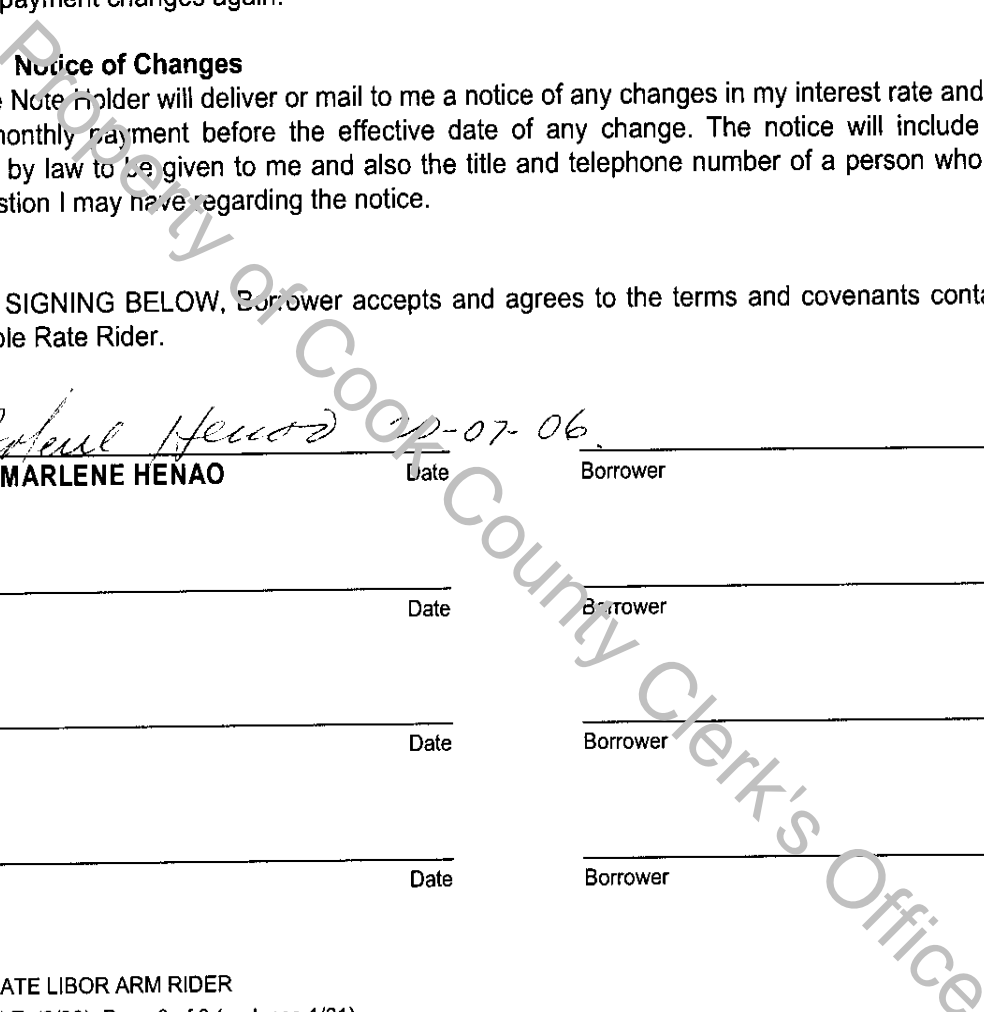 payment changes again.
Notice of Changes
Note Holder will deliver or mail to me a notice of any changes in my interest rate and
monthly payment before the effective date of any change. The notice will include
by law to be given to me and also the title and telephone number of a person who
stion I may have regarding the notice.
SIGNING BELOW, Borrower accepts and agrees to the terms and covenants conta
ble Rate Rider.
Henao -07-06.
MARLENE HENAO Date Borrower
Date Borrower
Date Borrower
Date Borrower
ATE LIBOR ARM RIDER
Property of Cook County Clerk's Office